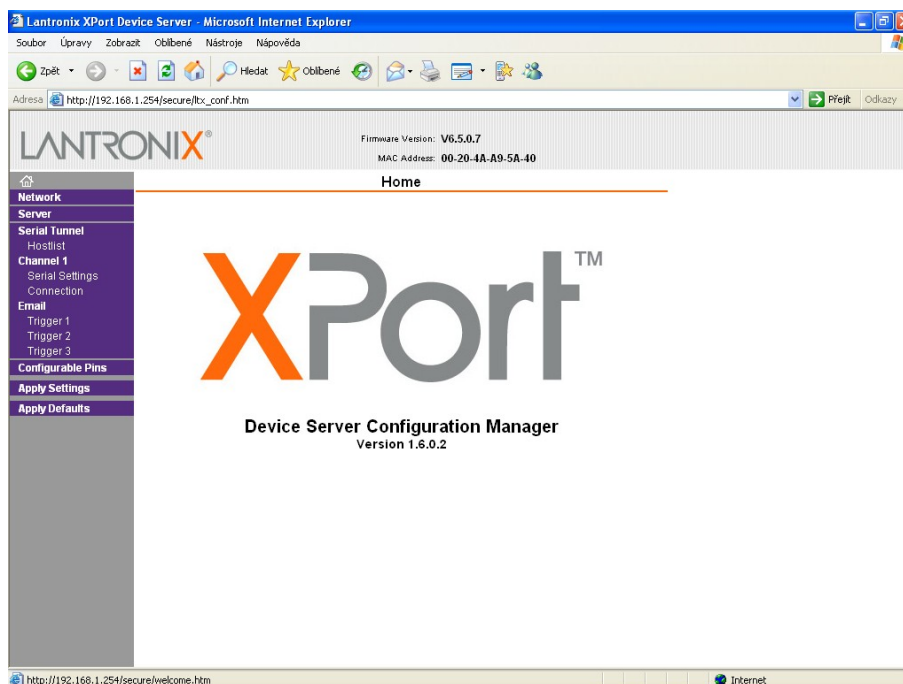 Lantronix XPort Device Server - Microsoft Internet Explorer
Soubor Úpravy Zobrazit Oblíbené Nástroje Nápověda
Zpět Hledat Oblíbené
Adresa http://192.168.1.254/secure/ltx_conf.htm Přejít Odkazy
LANTRONIX®
Firmware Version: V6.5.0.7
MAC Address: 00-20-4A-A9-5A-40
Home
Network
Server
Serial Tunnel
Hostlist
Channel 1
Serial Settings
Connection
Email
Trigger 1
Trigger 2
Trigger 3
Configurable Pins
Apply Settings
Apply Defaults
XPort™
Device Server Configuration Manager
Version 1.6.0.2
http://192.168.1.254/secure/welcome.htm Internet